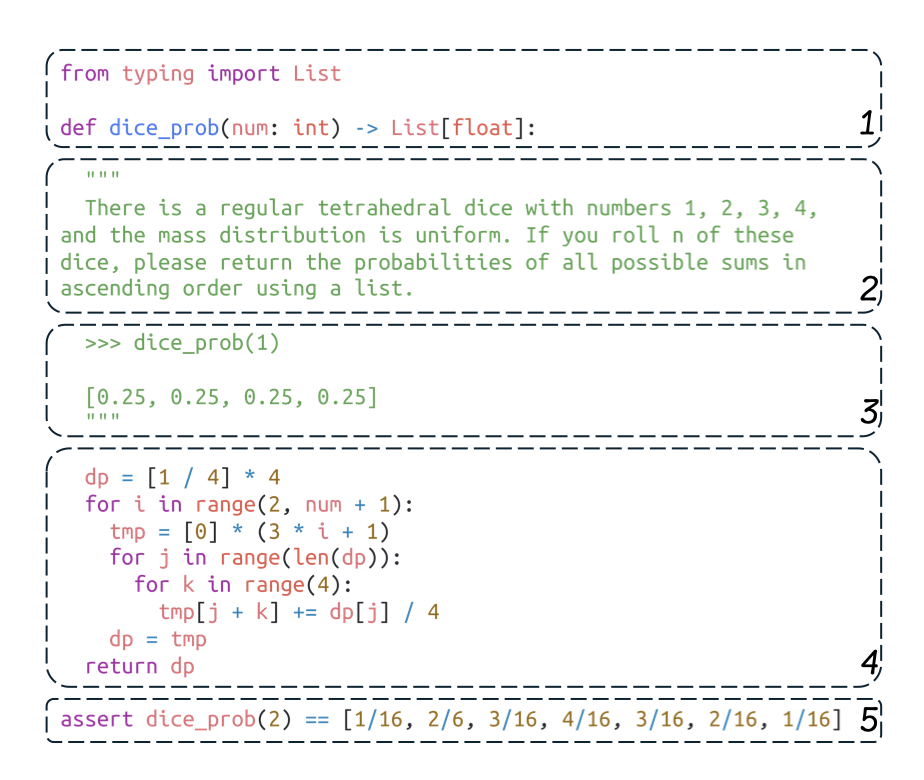 from typing import List
def dice_prob(num: int) -> List[float]:
1
"""
There is a regular tetrahedral dice with numbers 1, 2, 3, 4,
and the mass distribution is uniform. If you roll n of these
dice, please return the probabilities of all possible sums in
ascending order using a list.
2
>>> dice_prob(1)
[0.25, 0.25, 0.25, 0.25]
"""
3
dp = [1 / 4] * 4
for i in range(2, num + 1):
tmp = [0] * (3 * i + 1)
for j in range(len(dp)):
for k in range(4):
tmp[j + k] += dp[j] / 4
dp = tmp
return dp
4
assert dice_prob(2) == [1/16, 2/6, 3/16, 4/16, 3/16, 2/16, 1/16] 5